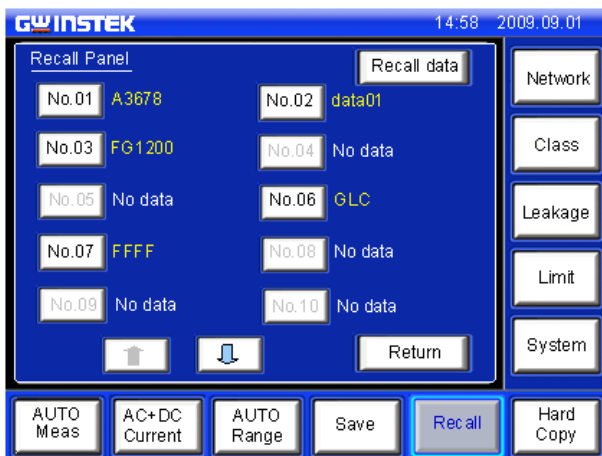 GWINSTEK 14:58 2009.09.01
Recall Panel Recall data
No.01 A3678 No.02 data01
No.03 FG1200 No.04 No data
No.05 No data No.06 GLC
No.07 FFFF No.08 No data
No.09 No data No.10 No data
Return
Network
Class
Leakage
Limit
System
AUTO
Meas
AC+DC
Current
AUTO
Range
Save
Recall
Hard
Copy